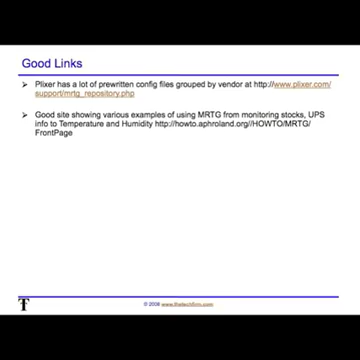 Good Links
Plixer has a lot of prewritten config files grouped by vendor at http://www.plixer.com/
support/mrtg_repository.php
Good site showing various examples of using MRTG from monitoring stocks, UPS
info to Temperature and Humidity http://howto.aphroland.org//HOWTO/MRTG/
FrontPage
T
© 2008 www.thetechfirm.com